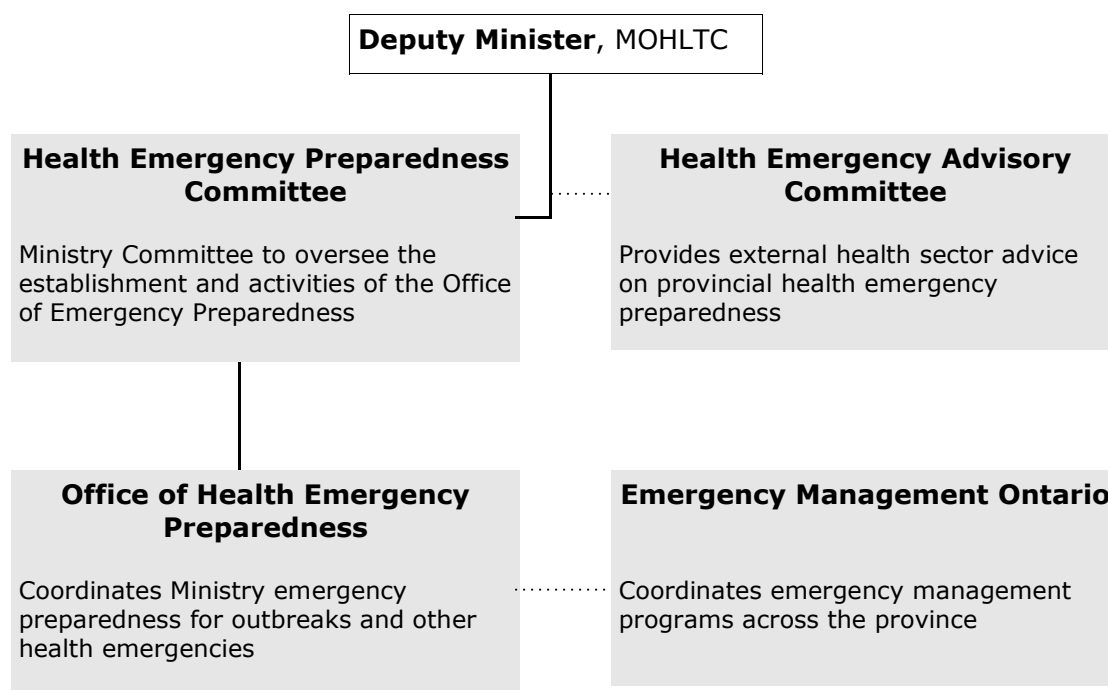 Deputy Minister, MOHLTC
Health Emergency Preparedness
Committee
Ministry Committee to oversee the
establishment and activities of the Office
of Emergency Preparedness
Health Emergency Advisory
Committee
Provides external health sector advice
on provincial health emergency
preparedness
Office of Health Emergency
Preparedness
Coordinates Ministry emergency
preparedness for outbreaks and other
health emergencies
Emergency Management Ontario
Coordinates emergency management
programs across the province